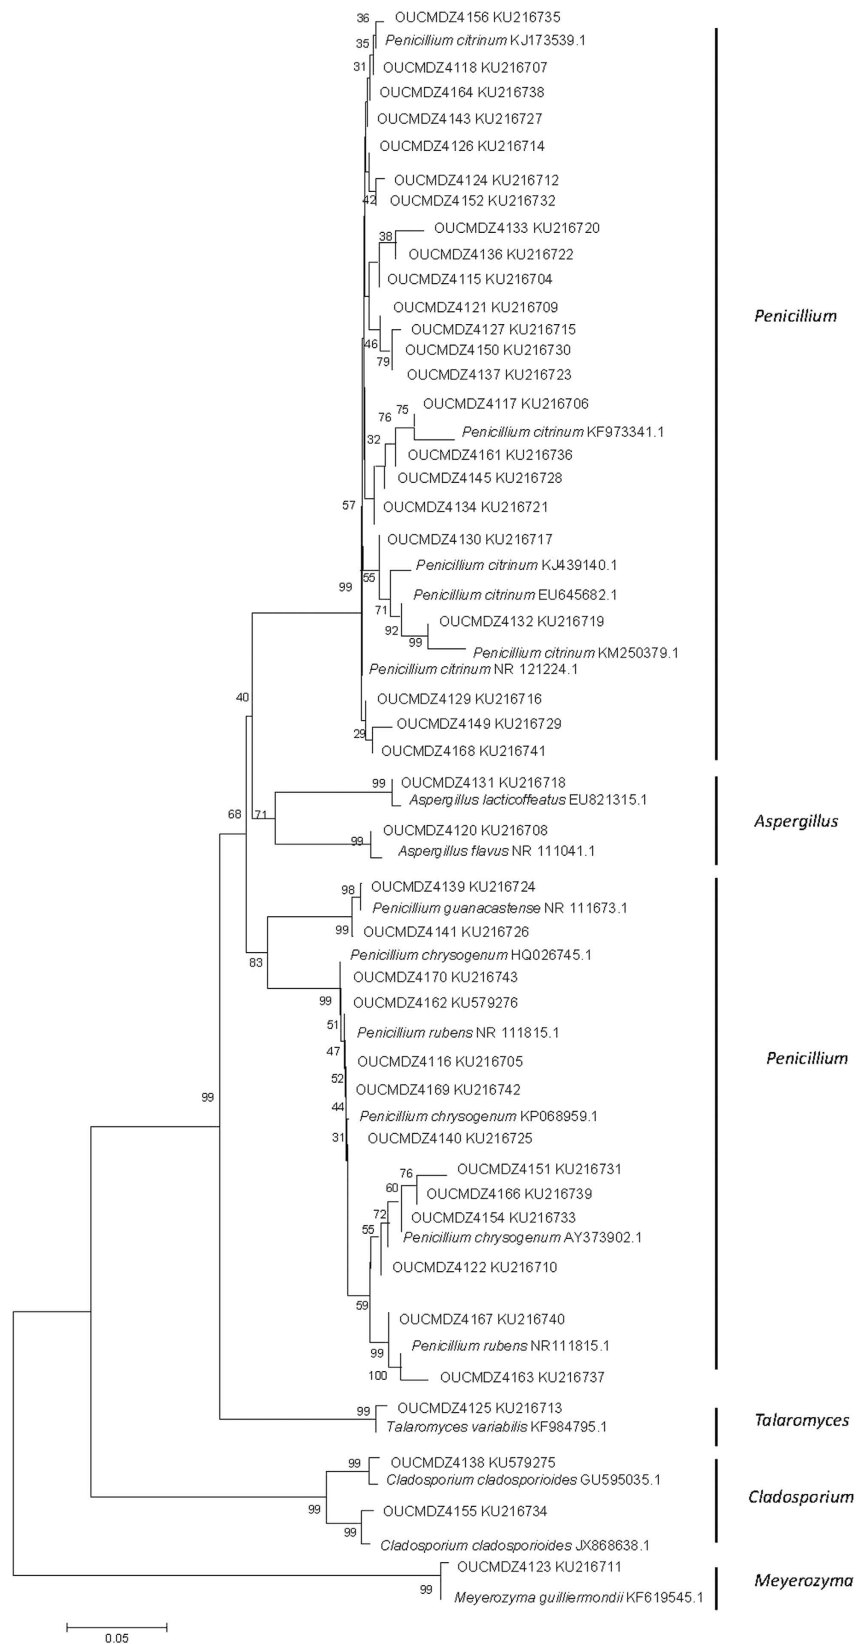 36
OUCMDZ4156 KU216735
35
Penicillium citrinum KJ173539.1
31
OUCMDZ4118 KU216707
OUCMDZ4164 KU216738
OUCMDZ4143 KU216727
OUCMDZ4126 KU216714
OUCMDZ4124 KU216712
42
OUCMDZ4152 KU216732
OUCMDZ4133 KU216720
38
OUCMDZ4136 KU216722
OUCMDZ4115 KU216704
OUCMDZ4121 KU216709
Penicillium
OUCMDZ4127 KU216715
46
OUCMDZ4150 KU216730
79
OUCMDZ4137 KU216723
OUCMDZ4117 KU216706
75
76
Penicillium citrinum KF973341.1
32
OUCMDZ4161 KU216736
OUCMDZ4145 KU216728
57
OUCMDZ4134 KU216721
OUCMDZ4130 KU216717
Penicillium citrinum KJ439140.1
55
99
Penicillium citrinum EU645682.1
71
OUCMDZ4132 KU216719
92
99
Penicillium citrinum KM250379.1
Penicillium citrinum NR 121224.1
40
OUCMDZ4129 KU216716
OUCMDZ4149 KU216729
29
OUCMDZ4168 KU216741
99
OUCMDZ4131 KU216718
Aspergillus lacticoffeatus EU821315.1
68
71
Aspergillus
OUCMDZ4120 KU216708
99
Aspergillus flavus NR 111041.1
98
OUCMDZ4139 KU216724
Penicillium guanacastense NR 111673.1
99
OUCMDZ4141 KU216726
83
Penicillium chrysogenum HQ026745.1
OUCMDZ4170 KU216743
99
OUCMDZ4162 KU579276
51
Penicillium rubens NR 111815.1
47
OUCMDZ4116 KU216705
Penicillium
52
OUCMDZ4169 KU216742
99
44
Penicillium chrysogenum KP068959.1
31
OUCMDZ4140 KU216725
76
OUCMDZ4151 KU216731
60
OUCMDZ4166 KU216739
72
OUCMDZ4154 KU216733
55
Penicillium chrysogenum AY373902.1
OUCMDZ4122 KU216710
59
OUCMDZ4167 KU216740
99
Penicillium rubens NR111815.1
100
OUCMDZ4163 KU216737
99
OUCMDZ4125 KU216713
Talaromyces variabilis KF984795.1
Talaromyces
99
OUCMDZ4138 KU579275
Cladosporium cladosporioides GU595035.1
Cladosporium
99
OUCMDZ4155 KU216734
99
Cladosporium cladosporioides JX868638.1
OUCMDZ4123 KU216711
99
Meyerozyma guilliermondii KF619545.1
Meyerozyma
0.05